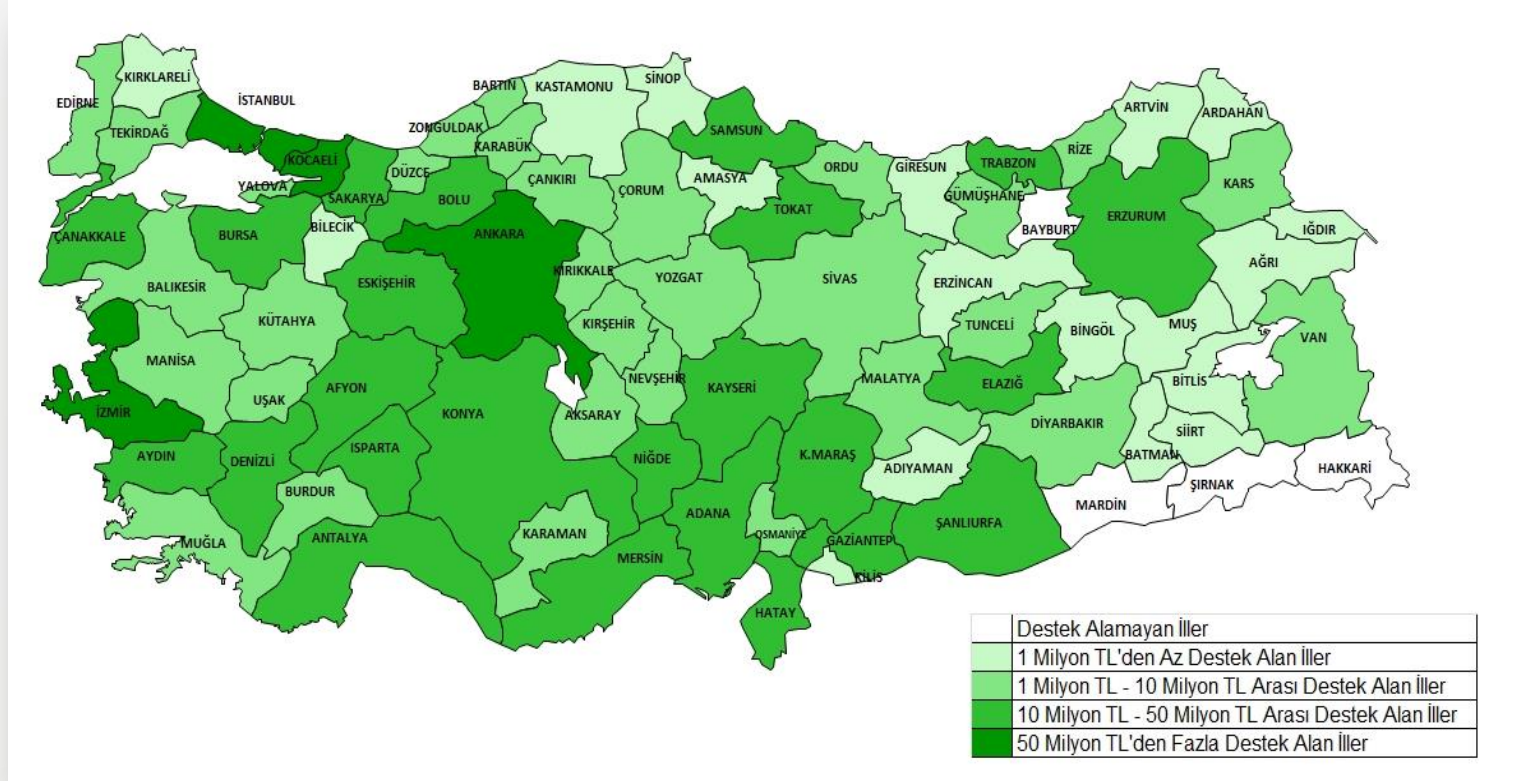 KIRKLARELİ
EDİRNE
İSTANBUL
TEKİRDAĞ
KOCAELİ
YALOVA
SAKARYA
DÜZCE
ZONGULDAK
BARTIN
KARABÜK
KASTAMONU
SİNOP
BOLU
ÇANKIRI
ÇORUM
SAMSUN
AMASYA
TOKAT
ORDU
GİRESUN
TRABZON
GÜMÜŞHANE
RİZE
ARTVİN
ARDAHAN
KARS
BAYBURT
ERZURUM
IĞDIR
AĞRI
ÇANAKKALE
BURSA
BİLECİK
ANKARA
BALIKESİR
ESKİŞEHİR
KIRIKKALE
YOZGAT
SİVAS
ERZİNCAN
KÜTAHYA
KIRŞEHİR
TUNCELİ
BİNGÖL
MUŞ
VAN
MANİSA
UŞAK
AFYON
KONYA
NEVŞEHİR
KAYSERİ
MALATYA
ELAZIĞ
BİTLİS
İZMİR
AKSARAY
DİYARBAKIR
SİİRT
AYDIN
DENİZLİ
ISPARTA
NİĞDE
K.MARAŞ
ADIYAMAN
BATMAN
HAKKARİ
ŞIRNAK
MARDİN
BURDUR
MUĞLA
ANTALYA
KARAMAN
ADANA
OSMANİYE
GAZİANTEP
ŞANLIURFA
MERSİN
KİLİS
HATAY
Destek Alamayan İller
1 Milyon TL'den Az Destek Alan İller
1 Milyon TL - 10 Milyon TL Arası Destek Alan İller
10 Milyon TL - 50 Milyon TL Arası Destek Alan İller
50 Milyon TL'den Fazla Destek Alan İller